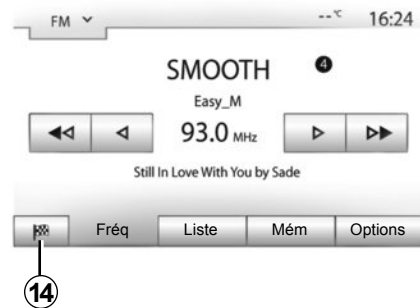 FM --°C 16:24
SMOOTH 4
Easy_M
93.0 MHz
Still In Love With You by Sade
Fréq Liste Mém Options
14